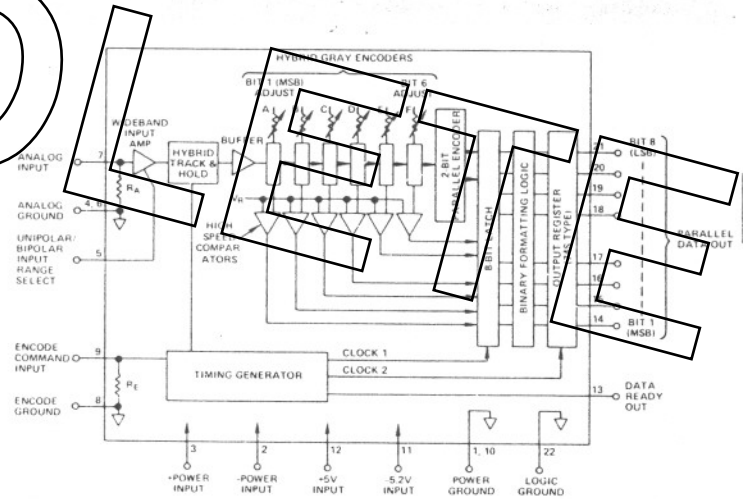 OLETE
HYBRID GRAY ENCODERS
BIT 1 (MSB) ADJUST
BIT 6 ADJUST
A B C D E F
WIDEBAND INPUT AMP
HYBRID TRACK & HOLD
BUFFER
2-BIT PARALLEL ENCODER
8-BIT LATCH
BINARY FORMATTING LOGIC
OUTPUT REGISTER
TYPE)
ANALOG INPUT
7
RA
ANALOG GROUND
4, 6
UNIPOLAR/ BIPOLAR INPUT RANGE SELECT
5
VR
HIGH SPEED COMPAR ATORS
21
BIT 8 (LSB)
20
19
18
17
16
15
14
BIT 1 (MSB)
PARALLEL DATA OUT
ENCODE COMMAND INPUT
9
RE
ENCODE GROUND
8
TIMING GENERATOR
CLOCK 1
CLOCK 2
13
DATA READY OUT
3
2
12
11
1, 10
22
+POWER INPUT
-POWER INPUT
+5V INPUT
-5.2V INPUT
POWER GROUND
LOGIC GROUND